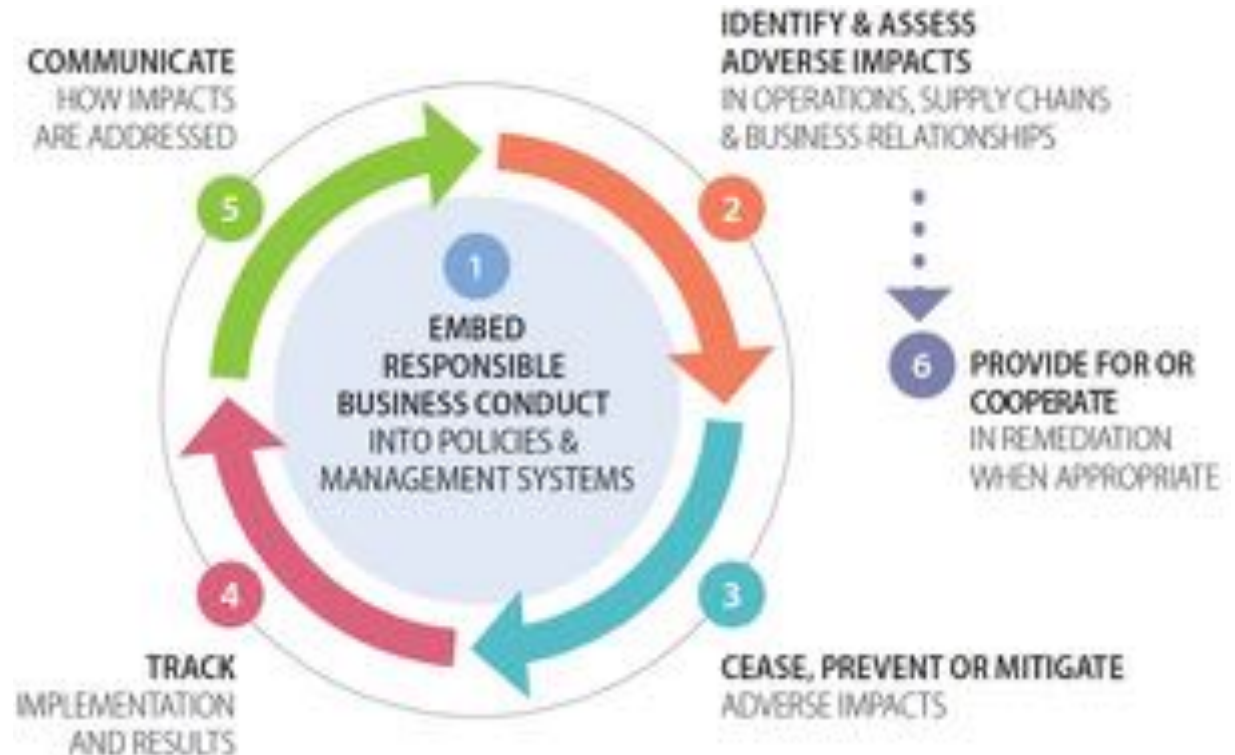 COMMUNICATE
HOW IMPACTS
ARE ADDRESSED
5
IDENTIFY & ASSESS
ADVERSE IMPACTS
IN OPERATIONS, SUPPLY CHAINS
& BUSINESS RELATIONSHIPS
2
1
EMBED
RESPONSIBLE
BUSINESS CONDUCT
INTO POLICIES &
MANAGEMENT SYSTEMS
6
PROVIDE FOR OR
COOPERATE
IN REMEDIATION
WHEN APPROPRIATE
4
TRACK
IMPLEMENTATION
AND RESULTS
3
CEASE, PREVENT OR MITIGATE
ADVERSE IMPACTS